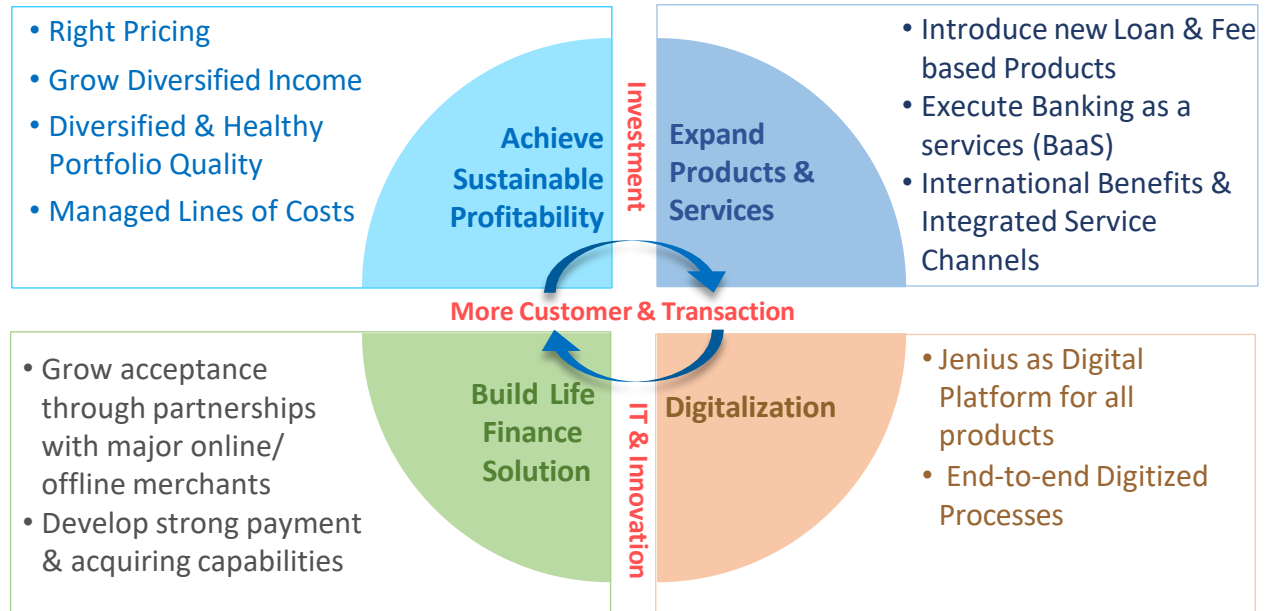 • Right Pricing
• Grow Diversified Income
• Diversified & Healthy
Portfolio Quality
• Managed Lines of Costs
Achieve
Sustainable
Profitability
Investment
Expand
Products &
Services
• Introduce new Loan & Fee
based Products
• Execute Banking as a
services (BaaS)
• International Benefits &
Integrated Service
Channels
More Customer & Transaction
• Grow acceptance
through partnerships
with major online/
offline merchants
• Develop strong payment
& acquiring capabilities
Build Life
Finance
Solution
IT & Innovation
Digitalization
• Jenius as Digital
Platform for all
products
• End-to-end Digitized
Processes